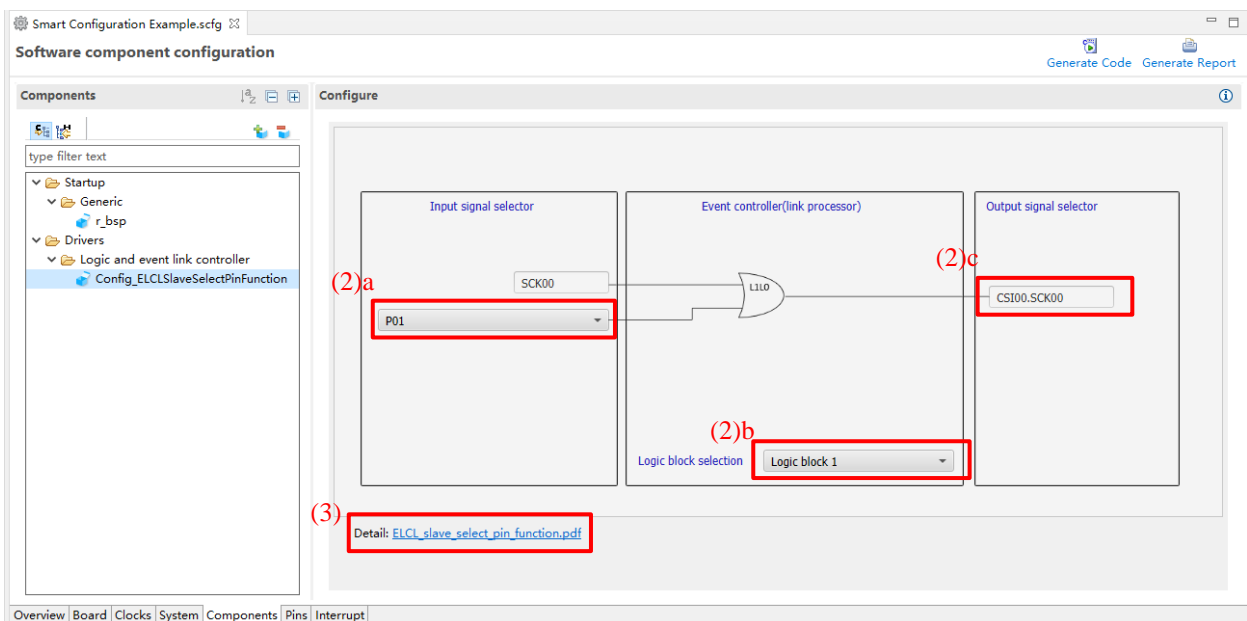 Smart Configuration Example.scfg
Software component configuration
Generate Code Generate Report
Components
Configure
type filter text
Startup
Generic
r_bsp
Drivers
Logic and event link controller
Config_ELCLSlaveSelectPinFunction
Input signal selector
Event controller(link processor)
Output signal selector
(2)a
SCK00
P01
L1L0
(2)c
CSI00.SCK00
(2)b
Logic block selection
Logic block 1
(3)
Detail: ELCL_slave_select_pin_function.pdf
Overview Board Clocks System Components Pins Interrupt